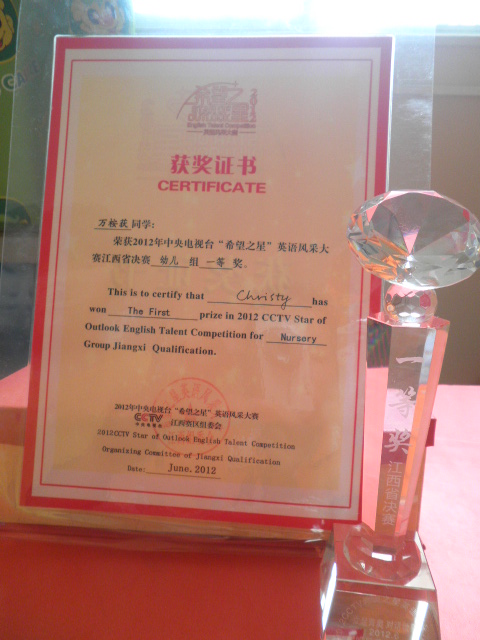 2012
English Talent Competition
获奖证书
CERTIFICATE
万桉荻同学:
荣获2012年中央电视台“希望之星”英语风采大
赛江西省决赛 幼儿 组 一等 奖。
This is to certify that Christy has
won The First prize in 2012 CCTV Star of
Outlook English Talent Competition for Nursery
Group Jiangxi Qualification.
2012年中央电视台“希望之星”英语风采大赛
CCTV 江西赛区组委会
2012CCTV Star of Outlook English Talent Competition
Organizing Committee of Jiangxi Qualification
Date: June.2012
一等奖
江西省决赛